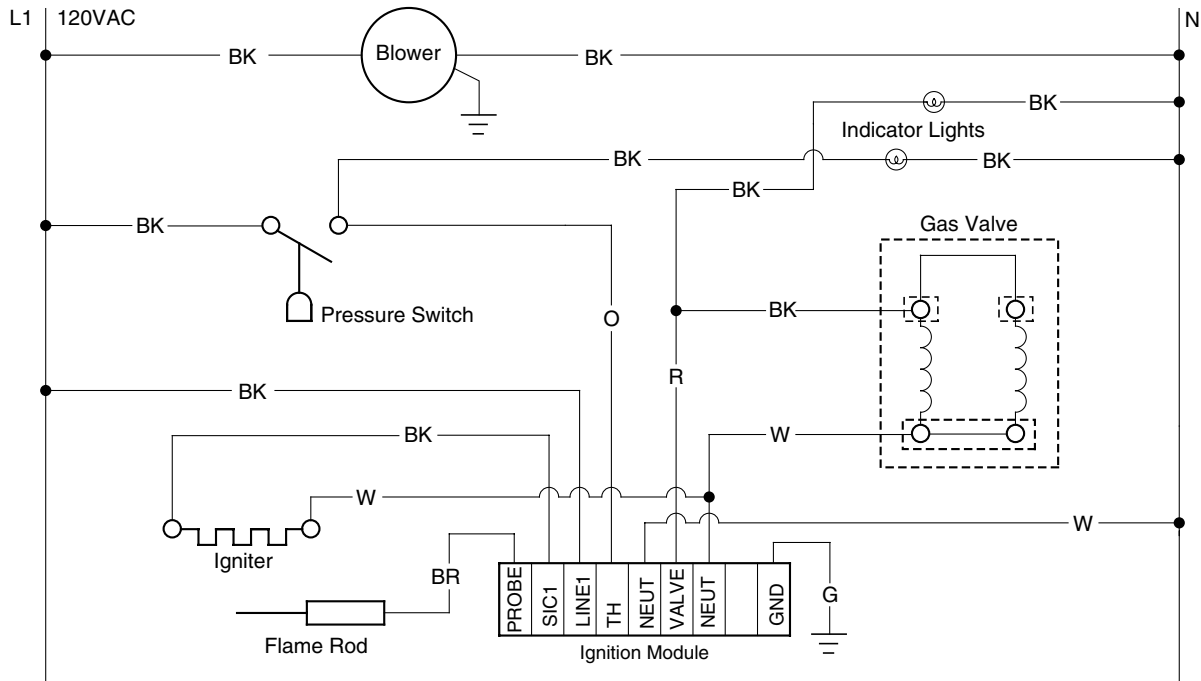 L1 120VAC N
BK Blower BK
BK
Indicator Lights
BK BK
BK
BK
Gas Valve
Pressure Switch
O
BK
R
BK
BK
W
W
W
Igniter
BR
PROBE
SIC1
LINE1
TH
NEUT
VALVE
NEUT
GND
G
Flame Rod
Ignition Module